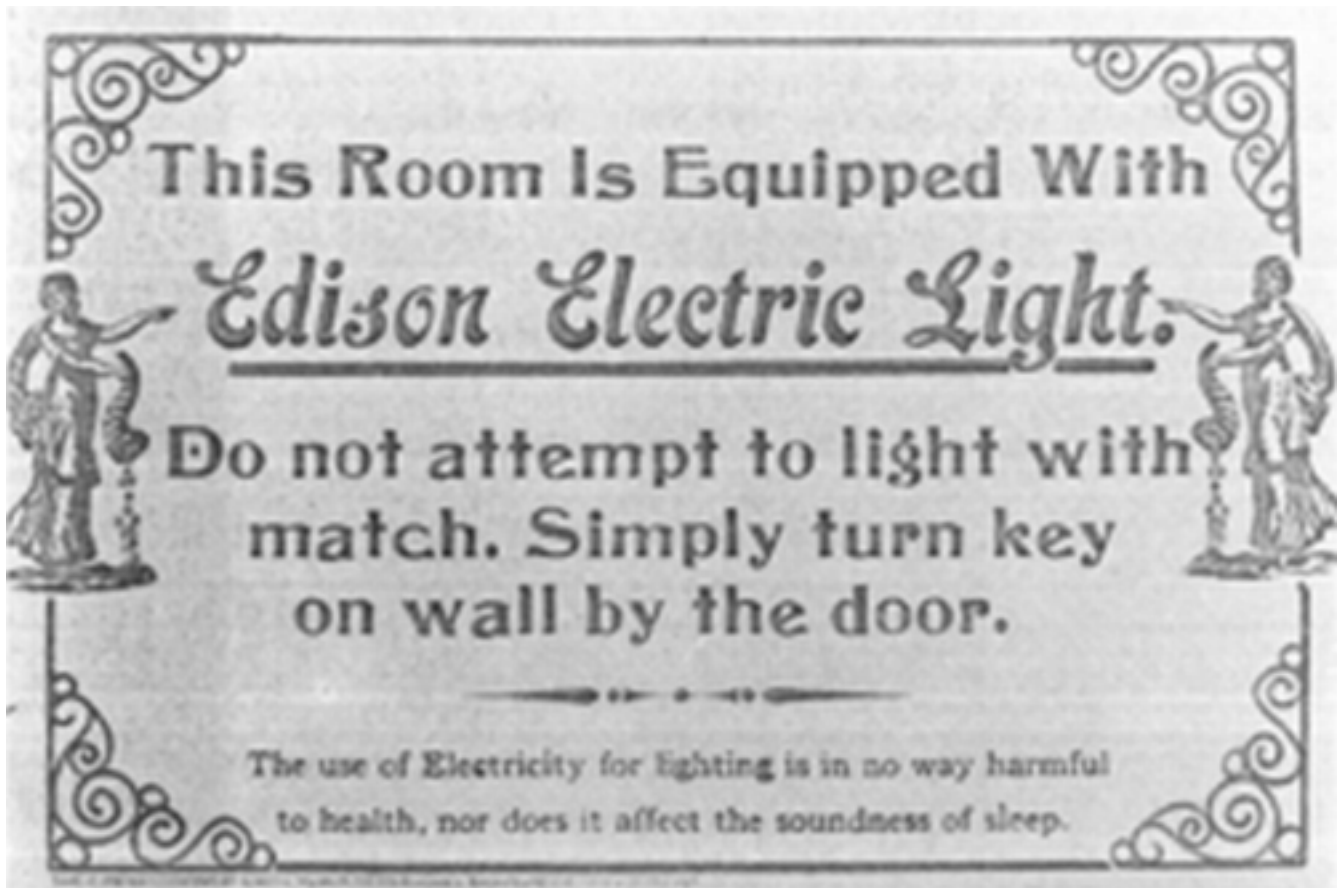 This Room Is Equipped With
Edison Electric Light.
Do not attempt to light with
match. Simply turn key
on wall by the door.
The use of Electricity for lighting is in no way harmful
to health, nor does it affect the soundness of sleep.